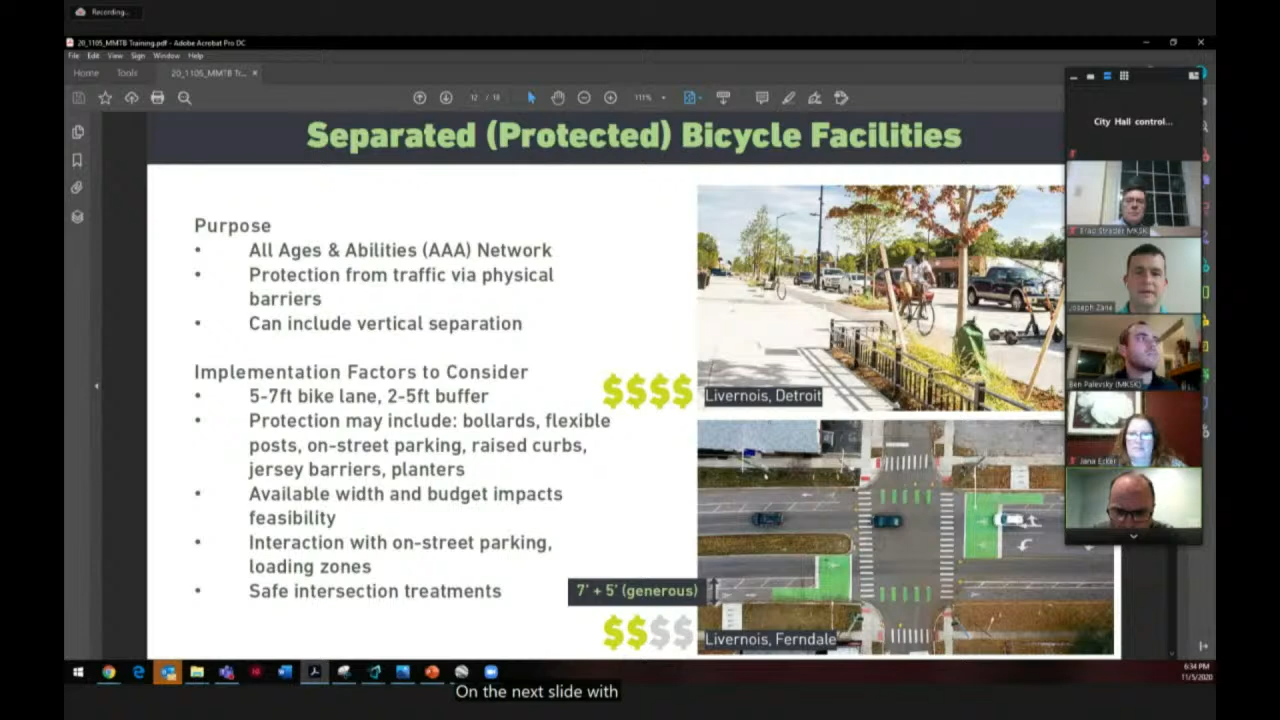 Recording...
20_1105_MMTB Training.pdf - Adobe Acrobat Pro DC
File Edit View Sign Window Help
Home Tools 20_1105_MMTB Tr... ×
12 / 18 111%
Separated (Protected) Bicycle Facilities
Purpose
• All Ages & Abilities (AAA) Network
• Protection from traffic via physical
barriers
• Can include vertical separation
Implementation Factors to Consider
• 5-7ft bike lane, 2-5ft buffer
• Protection may include: bollards, flexible
posts, on-street parking, raised curbs,
jersey barriers, planters
• Available width and budget impacts
feasibility
• Interaction with on-street parking,
loading zones
• Safe intersection treatments
$$$$
Livernois, Detroit
7' + 5' (generous)
$$$$
Livernois, Ferndale
City Hall control...
Brad Strader MKSK
Joseph Zane
Ben Palevsky (MKSK)
Jana Ecker
6:34 PM
11/5/2020
On the next slide with